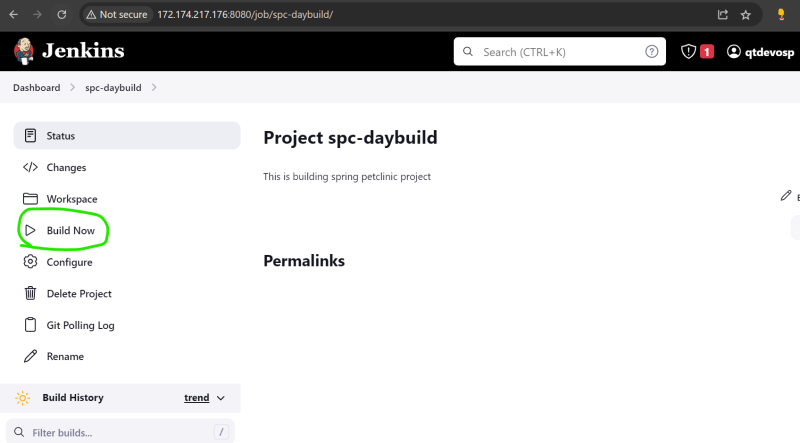 Not secure 172.174.217.176:8080/job/spc-daybuild/
Jenkins
Search (CTRL+K)
?
1
qtdevosp
Dashboard
spc-daybuild
Status
Changes
Workspace
Build Now
Configure
Delete Project
Git Polling Log
Rename
Build History
trend
Filter builds...
/
Project spc-daybuild
This is building spring petclinic project
E
Permalinks